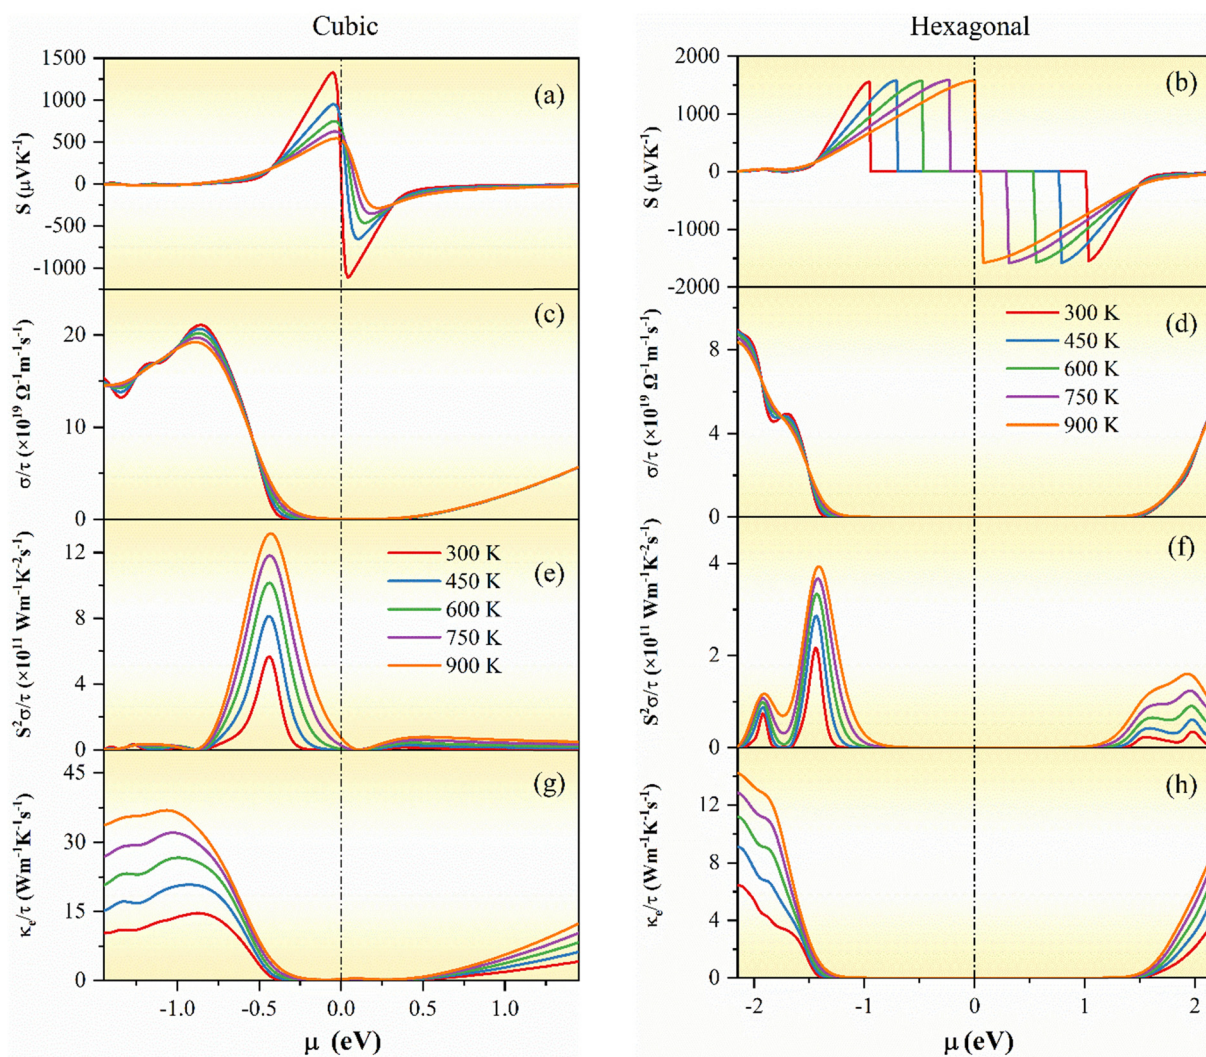 Cubic
Hexagonal
1500
1000
500
0
-500
-1000
S (μVK⁻¹)
(a)
2000
1000
0
-1000
-2000
S (μVK⁻¹)
(b)
20
10
0
σ/τ (×10¹⁹ Ω⁻¹m⁻¹s⁻¹)
(c)
8
4
0
σ/τ (×10¹⁹ Ω⁻¹m⁻¹s⁻¹)
(d)
300 K
450 K
600 K
750 K
900 K
12
8
4
0
S²σ/τ (×10¹¹ Wm⁻¹K⁻²s⁻¹)
(e)
300 K
450 K
600 K
750 K
900 K
4
2
0
S²σ/τ (×10¹¹ Wm⁻¹K⁻²s⁻¹)
(f)
45
30
15
0
κₑ/τ (Wm⁻¹K⁻¹s⁻¹)
(g)
12
8
4
0
κₑ/τ (Wm⁻¹K⁻¹s⁻¹)
(h)
-1.0
-0.5
0.0
0.5
1.0
μ (eV)
-2
-1
0
1
2
μ (eV)